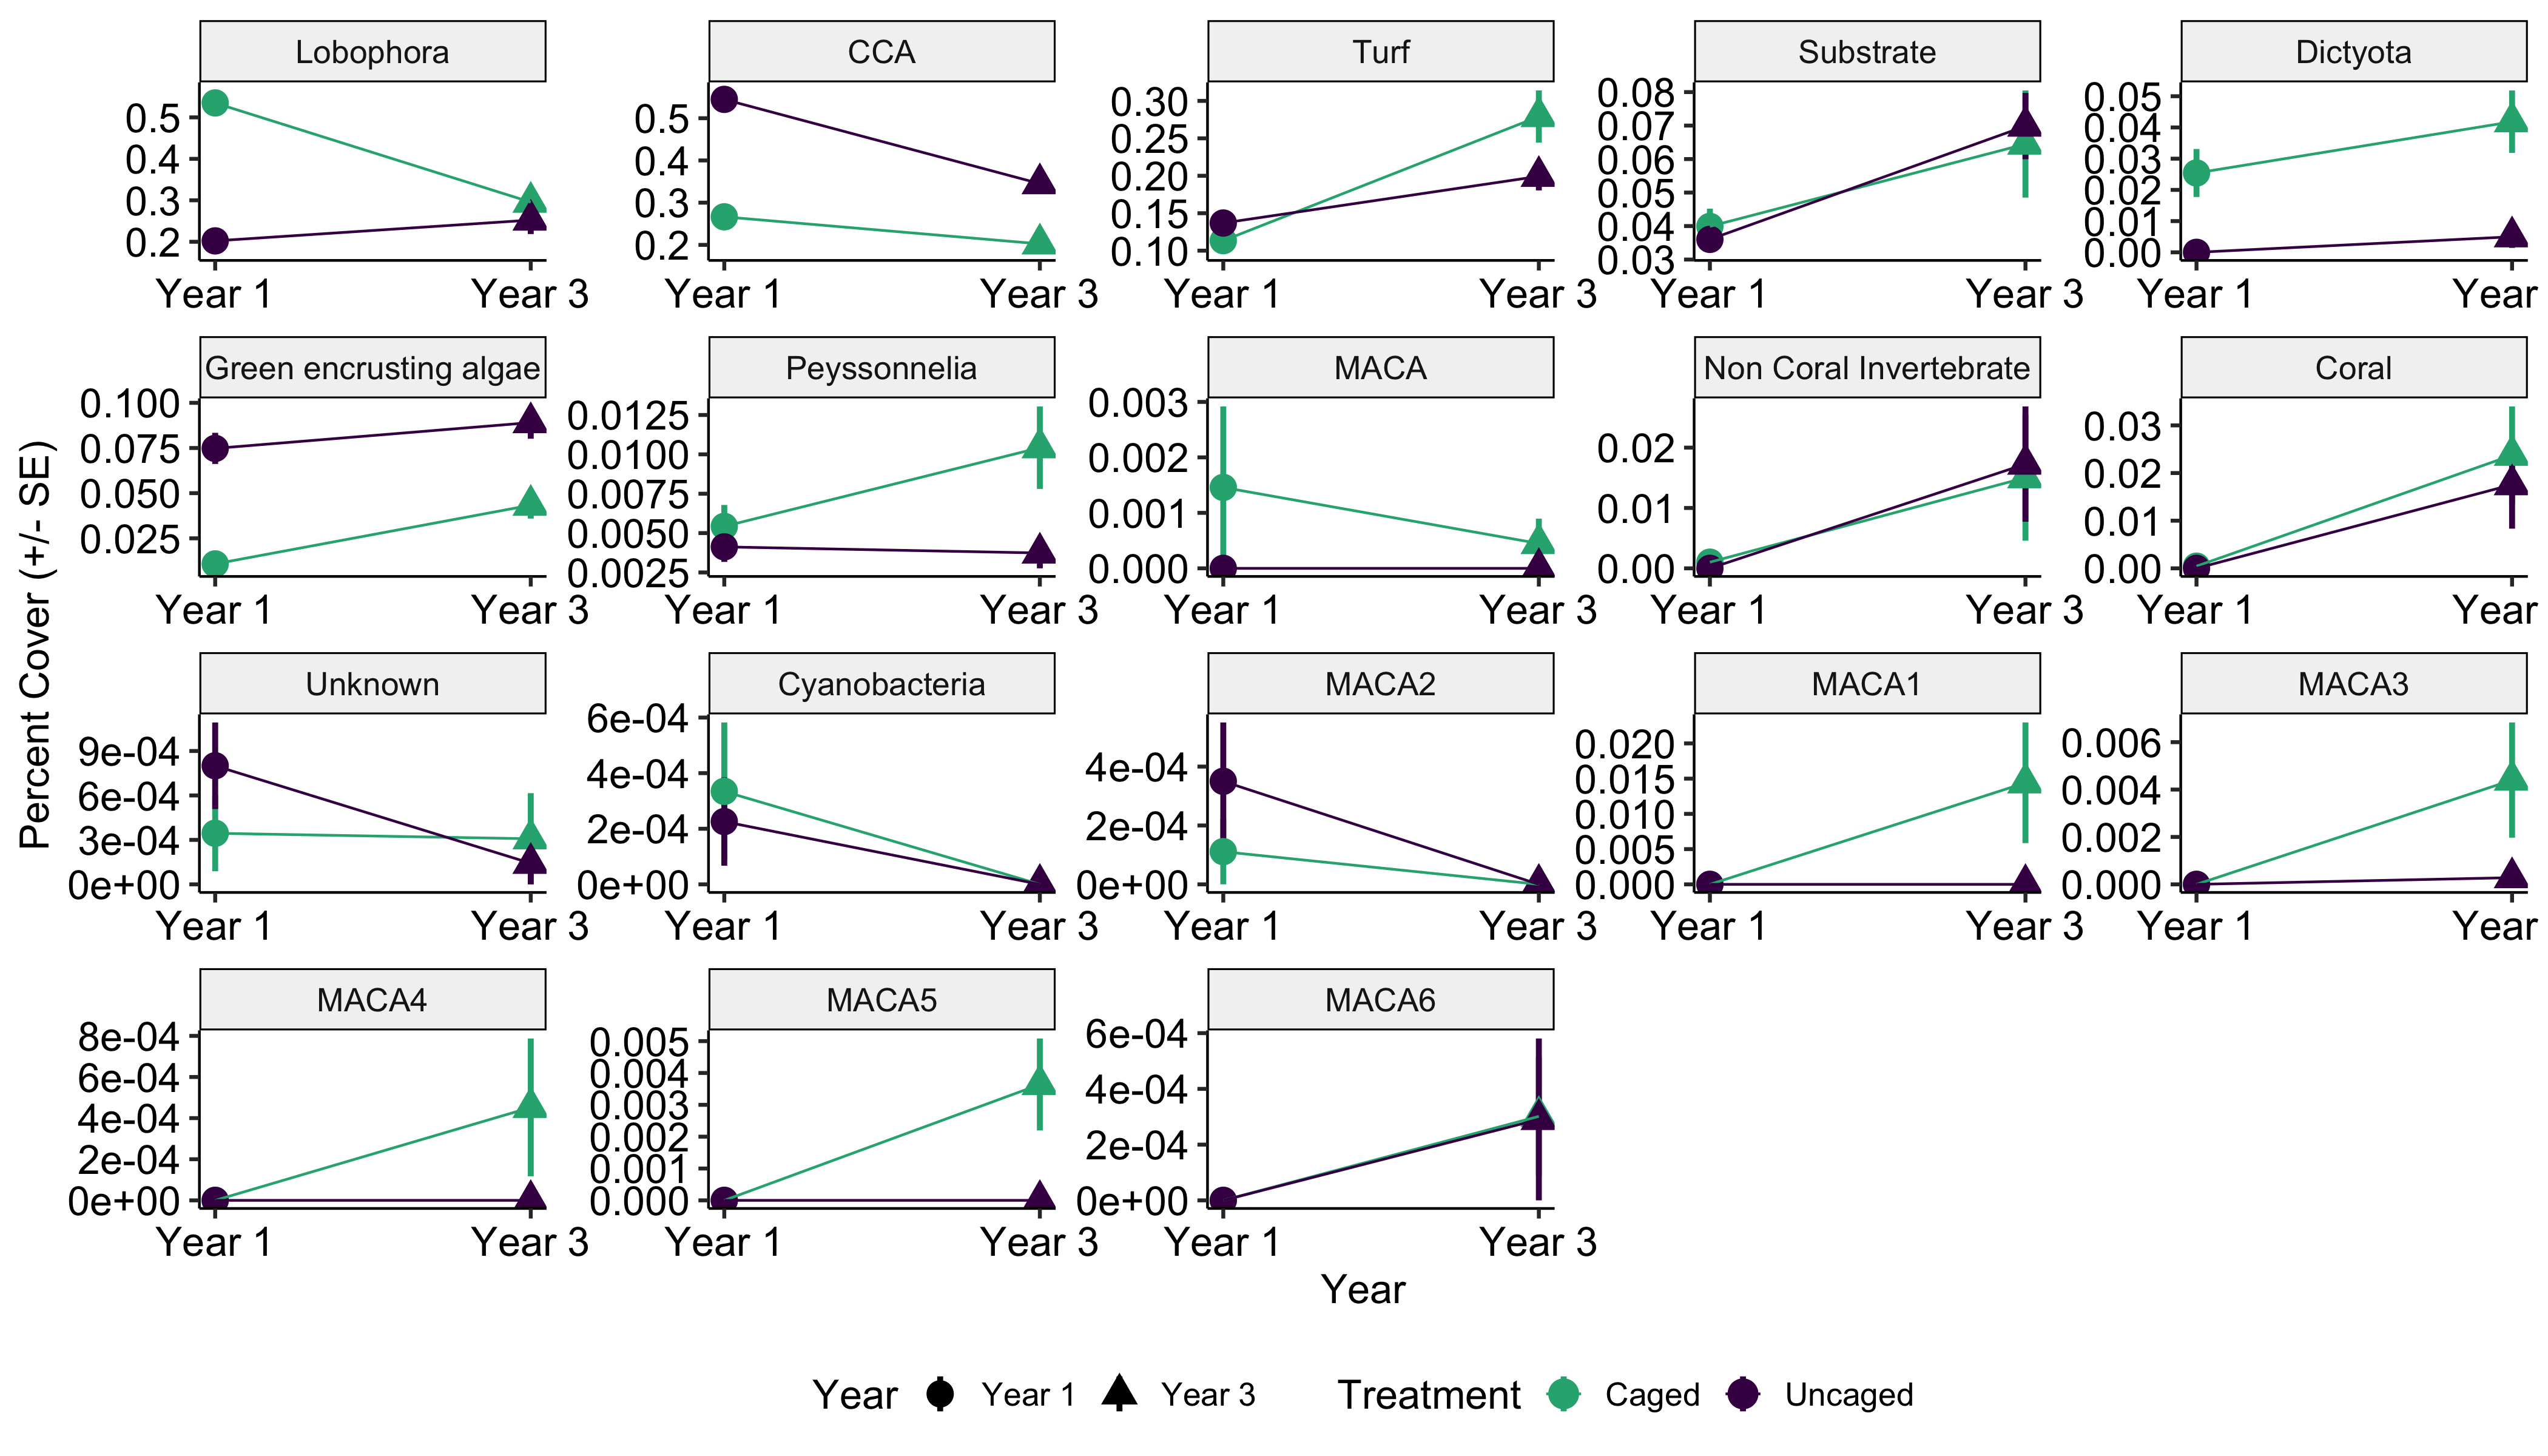 Lobophora CCA Turf Substrate Dictyota
0.5 0.4 0.3 0.2
0.5 0.4 0.3 0.2
0.30 0.25 0.20 0.15 0.10
0.08 0.07 0.06 0.05 0.04 0.03
0.05 0.04 0.03 0.02 0.01 0.00
Year 1 Year 3 Year 1 Year 3 Year 1 Year 3 Year 1 Year 3 Year 1 Year
Percent Cover (+/- SE)
Green encrusting algae Peyssonnelia MACA Non Coral Invertebrate Coral
0.100 0.075 0.050 0.025
0.0125 0.0100 0.0075 0.0050 0.0025
0.003 0.002 0.001 0.000
0.02 0.01 0.00
0.03 0.02 0.01 0.00
Year 1 Year 3 Year 1 Year 3 Year 1 Year 3 Year 1 Year 3 Year 1 Year
Unknown Cyanobacteria MACA2 MACA1 MACA3
9e-04 6e-04 3e-04 0e+00
6e-04 4e-04 2e-04 0e+00
4e-04 2e-04 0e+00
0.020 0.015 0.010 0.005 0.000
0.006 0.004 0.002 0.000
Year 1 Year 3 Year 1 Year 3 Year 1 Year 3 Year 1 Year 3 Year 1 Year
MACA4 MACA5 MACA6
8e-04 6e-04 4e-04 2e-04 0e+00
0.005 0.004 0.003 0.002 0.001 0.000
6e-04 4e-04 2e-04 0e+00
Year 1 Year 3 Year 1 Year 3 Year 1 Year 3
Year
Year Year 1 Year 3 Treatment Caged Uncaged